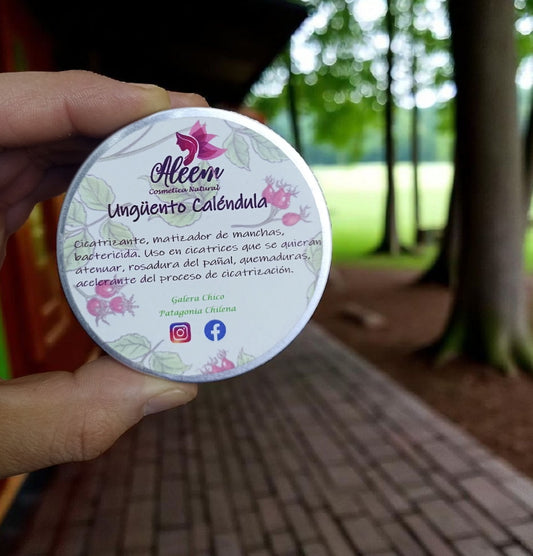 Aleem
Cosmética Natural
Ungüento Caléndula
Cicatrizante, matizador de manchas,
bactericida. Uso en cicatrices que se quieran
atenuar, rosadura del pañal, quemaduras,
acelerante del proceso de cicatrización.
Galera Chico
Patagonia Chilena